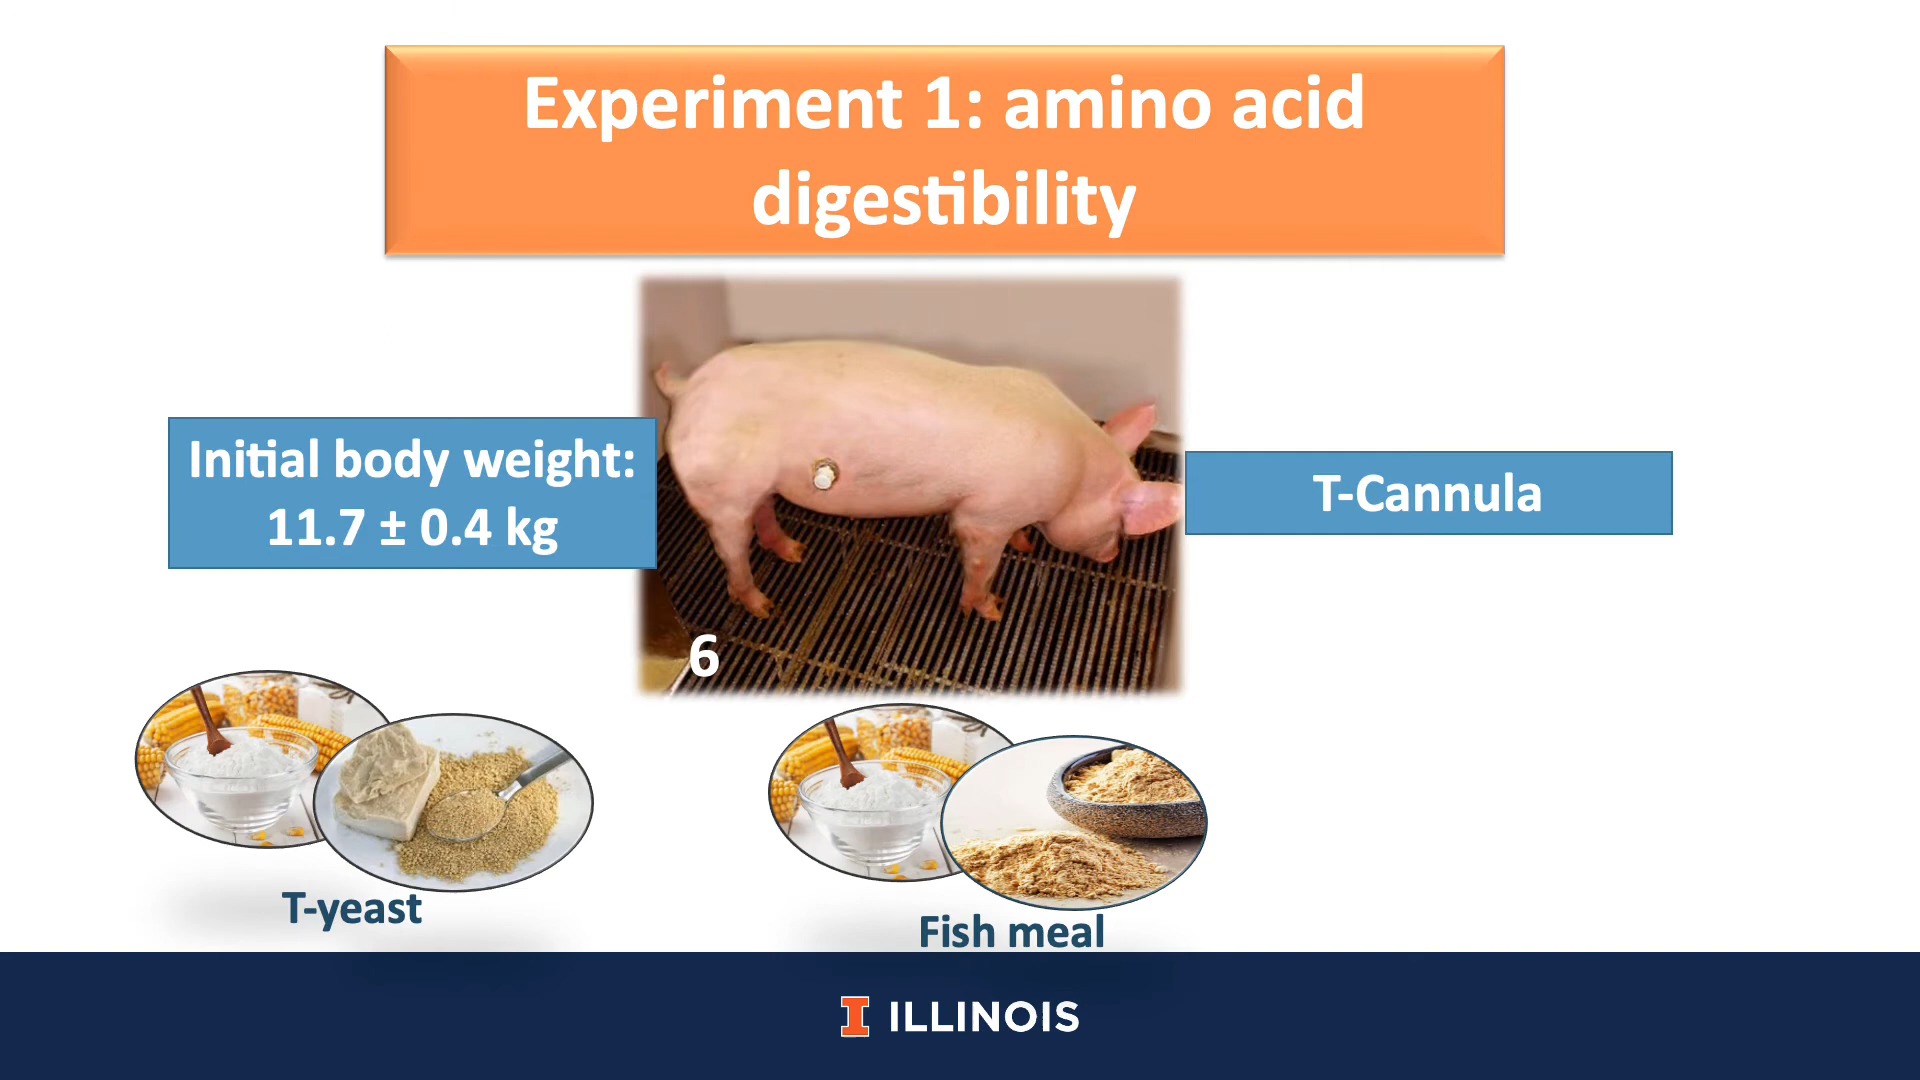 Experiment 1: amino acid
digestibility
Initial body weight:
11.7 ± 0.4 kg
T-Cannula
6
T-yeast
Fish meal
I ILLINOIS